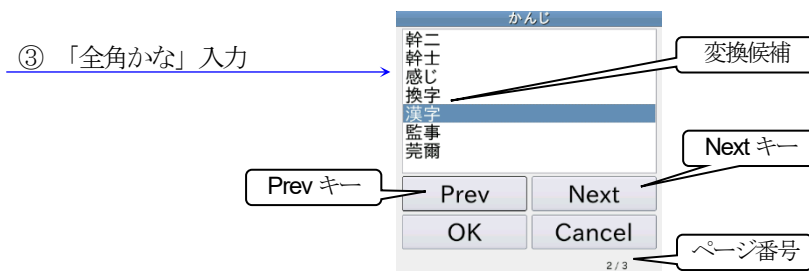 ③ 「全角かな」入力
かんじ
幹二
幹士
感じ
換字
漢字
監事
莞爾
変換候補
Next キー
Prev キー
Prev
Next
OK
Cancel
ページ番号
2/3